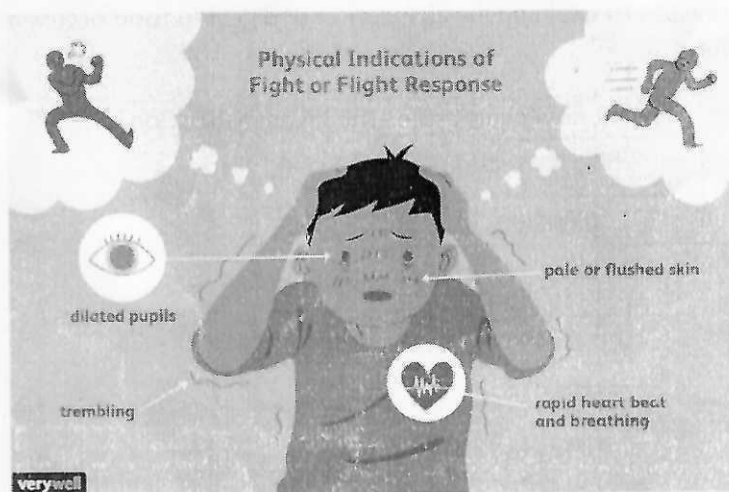 Physical Indications of
Fight or Flight Response
dilated pupils
pale or flushed skin
trembling
rapid heart beat
and breathing
verywell